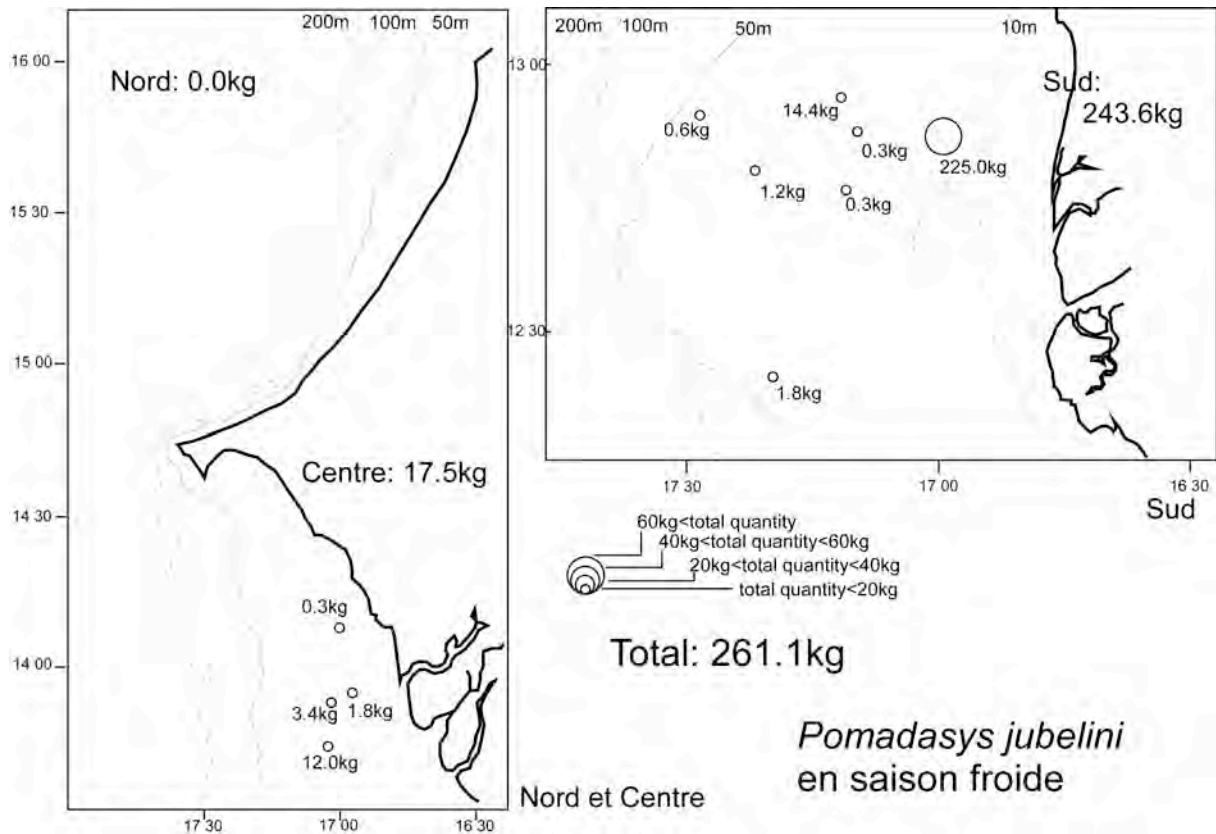 200m 100m 50m
16 00
Nord: 0.0kg
15 30
15 00
Centre: 17.5kg
14 30
0.3kg
14 00
3.4kg 1.8kg
12.0kg
17 30 17 00 16 30
Nord et Centre
200m 100m 50m 10m
13 00
Sud:
243.6kg
14.4kg
0.6kg
0.3kg
225.0kg
1.2kg
0.3kg
12 30
1.8kg
17 30 17 00 16 30
Sud
60kg<total quantity
40kg<total quantity<60kg
20kg<total quantity<40kg
total quantity<20kg
Total: 261.1kg
Pomadasys jubelini
en saison froide